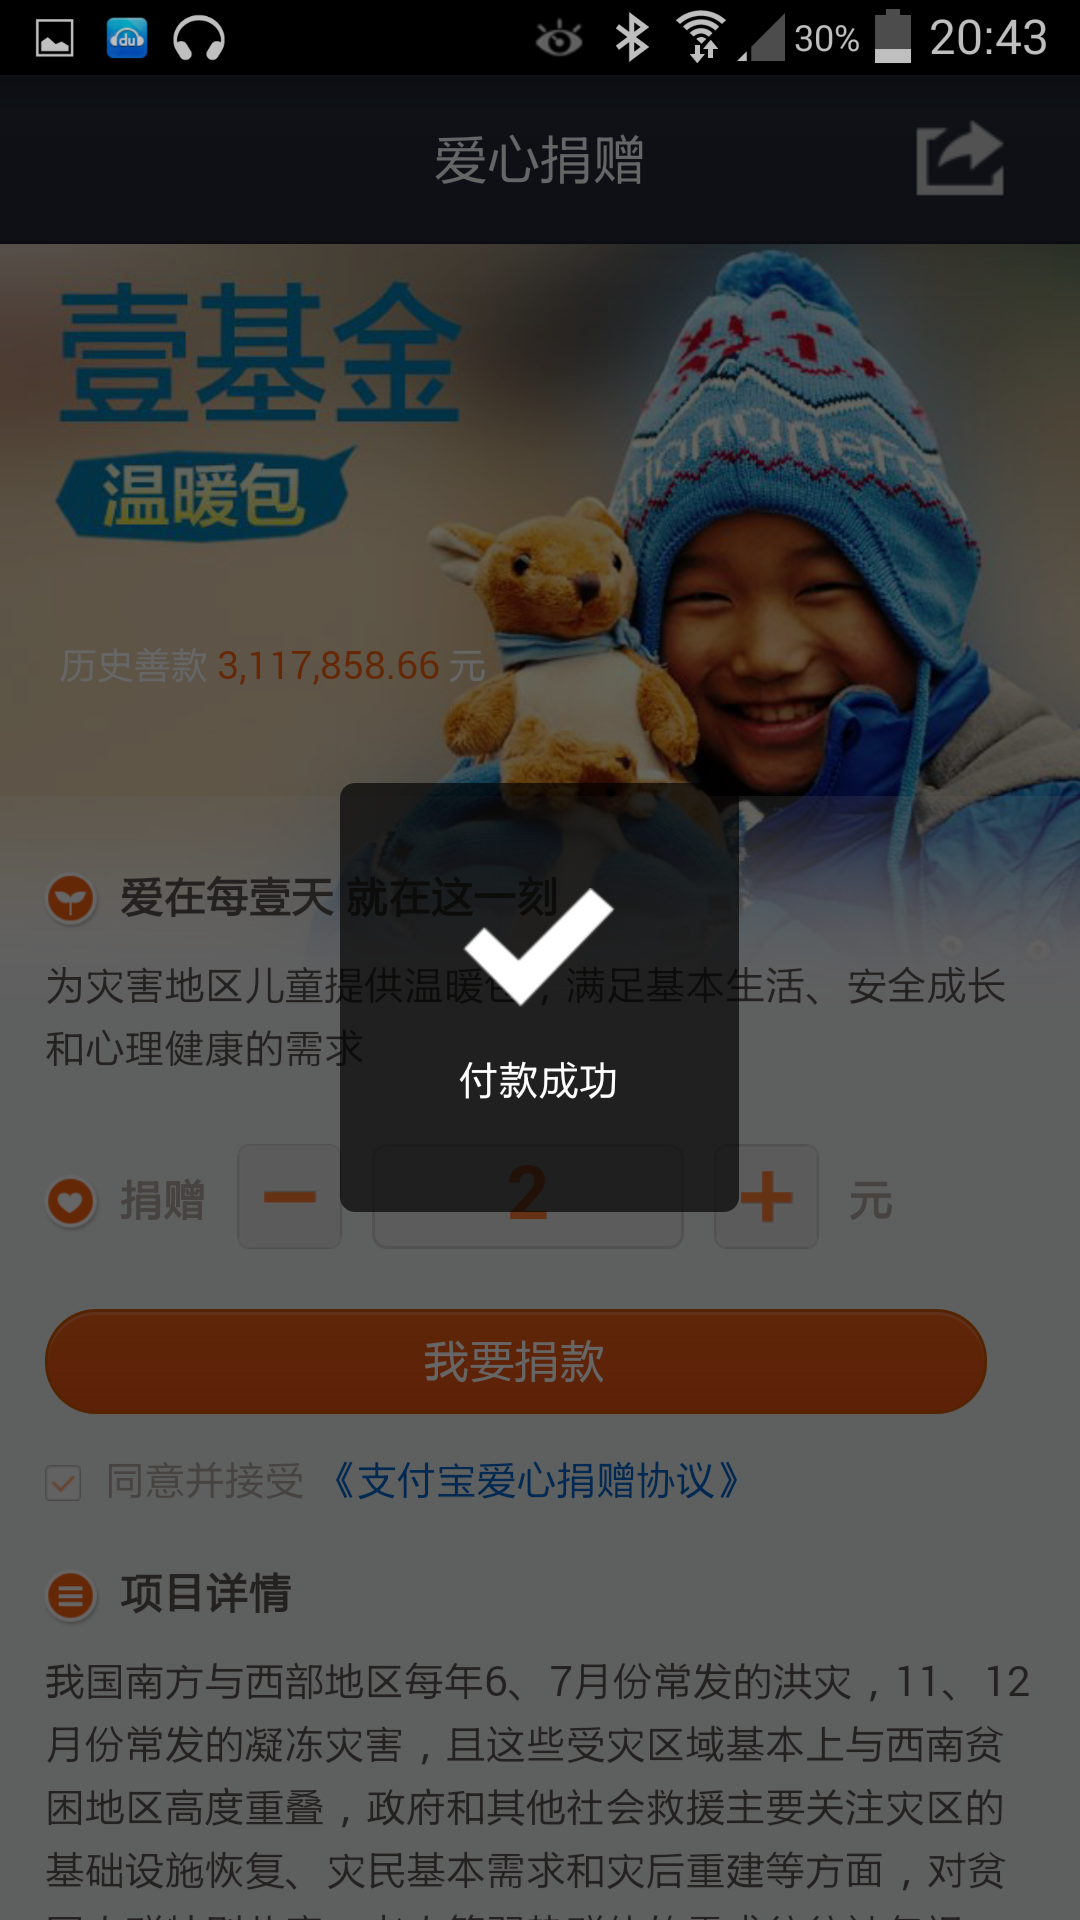 30% 20:43
爱心捐赠
壹基金
温暖包
历史善款 3,117,858.66 元
爱在每壹天 就在这一刻
为灾害地区儿童提供温暖包，满足基本生活、安全成长
和心理健康的需求
付款成功
捐赠 2 元
我要捐款
同意并接受 《支付宝爱心捐赠协议》
项目详情
我国南方与西部地区每年6、7月份常发的洪灾，11、12
月份常发的凝冻灾害，且这些受灾区域基本上与西南贫
困地区高度重叠，政府和其他社会救援主要关注灾区的
基础设施恢复、灾民基本需求和灾后重建等方面，对贫